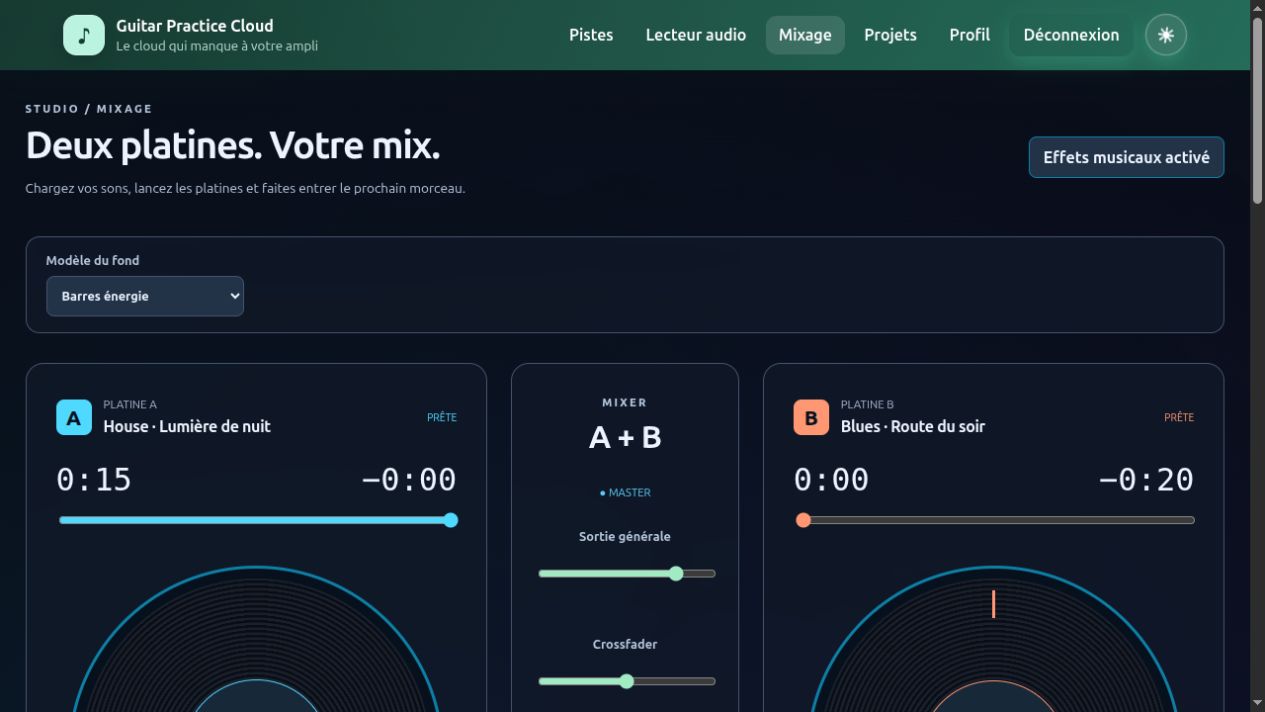 ♪
Guitar Practice Cloud
Le cloud qui manque à votre ampli
Pistes
Lecteur audio
Mixage
Projets
Profil
Déconnexion
STUDIO / MIXAGE
Deux platines. Votre mix.
Chargez vos sons, lancez les platines et faites entrer le prochain morceau.
Effets musicaux activé
Modèle du fond
Barres énergie
A
PLATINE A
House · Lumière de nuit
PRÊTE
0:15
−0:00
MIXER
A + B
● MASTER
Sortie générale
Crossfader
B
PLATINE B
Blues · Route du soir
PRÊTE
0:00
−0:20